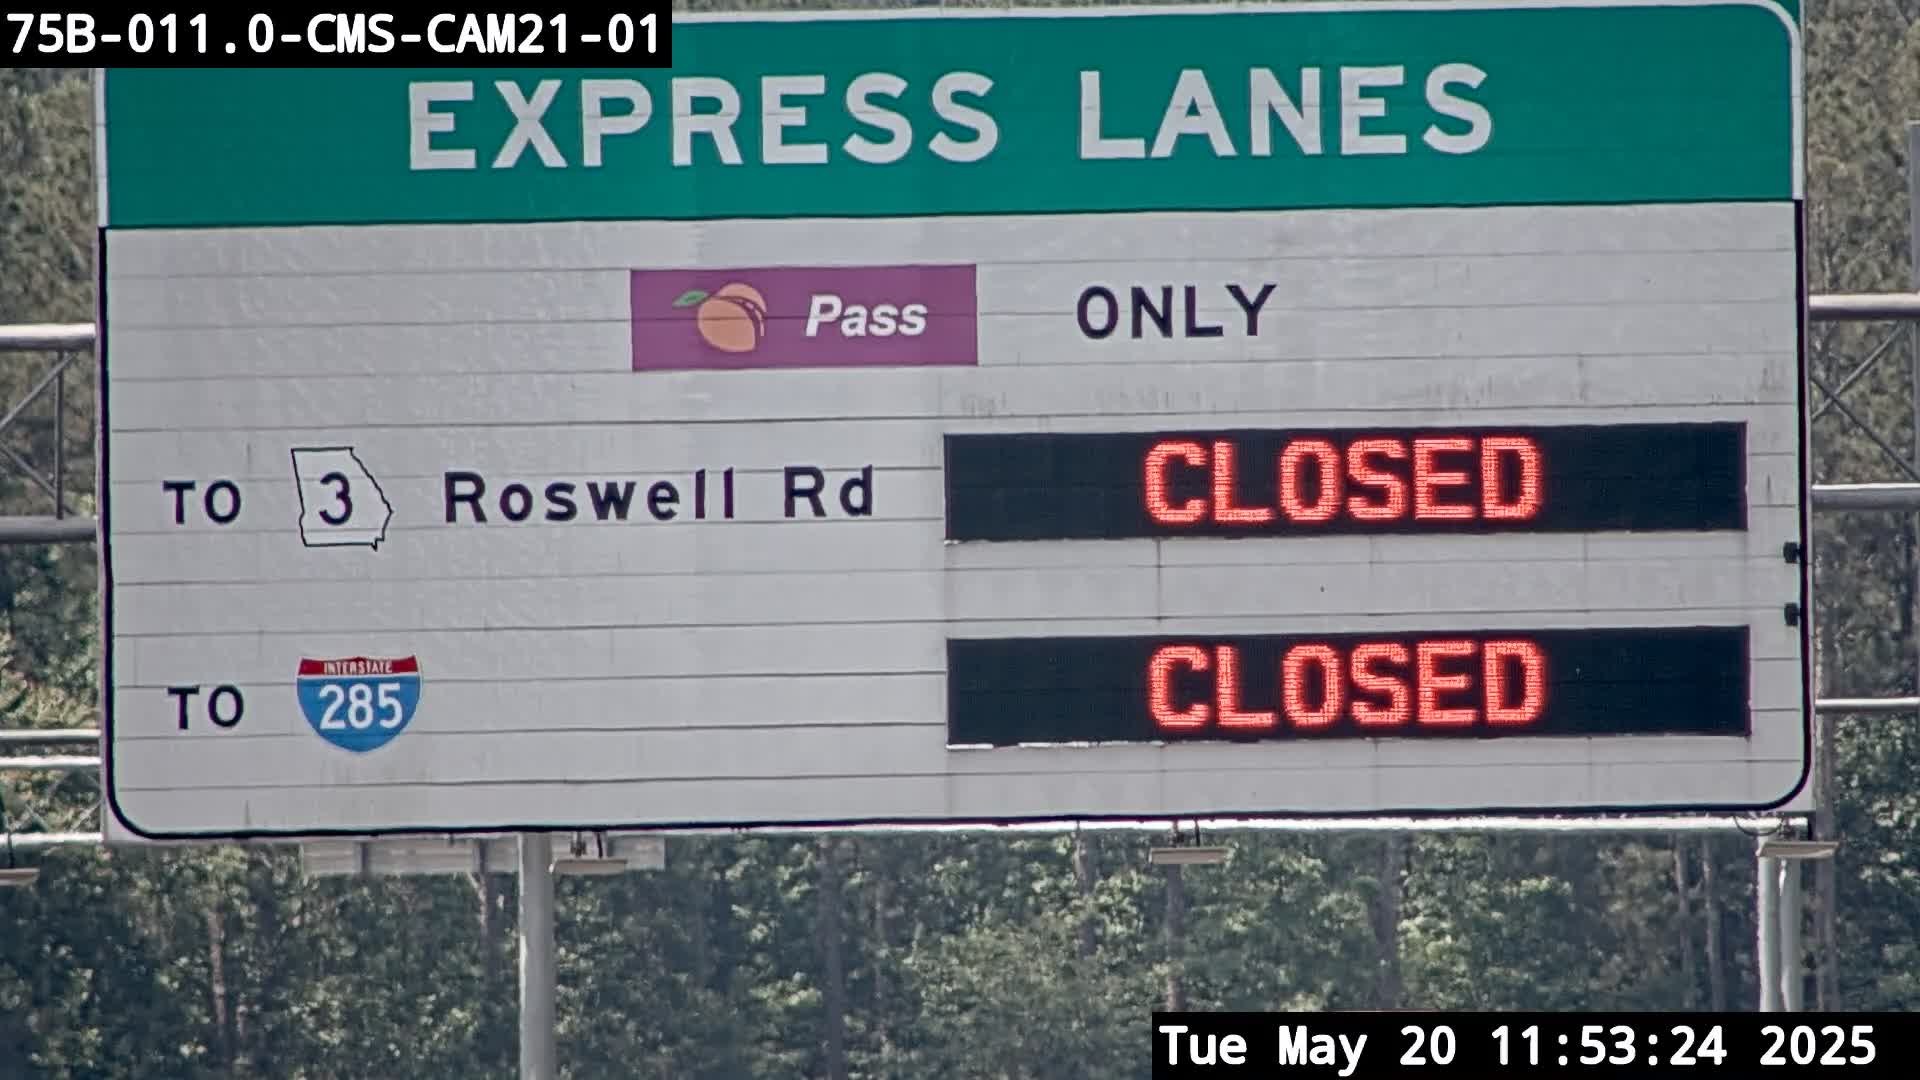 75B-011.0-CMS-CAM21-01
EXPRESS LANES
Pass ONLY
TO 3 Roswell Rd CLOSED
TO INTERSTATE 285 CLOSED
Tue May 20 11:53:24 2025